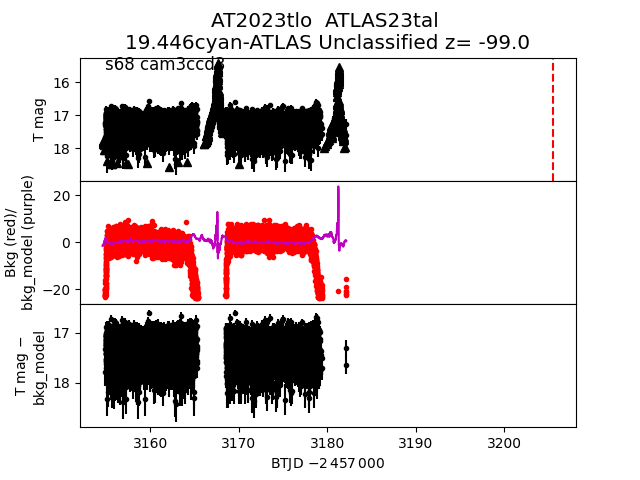 AT2023tlo  ATLAS23tal
19.446cyan-ATLAS Unclassified z= -99.0
s68 cam3ccd3
T mag
16
17
18
Bkg (red)/
bkg_model (purple)
20
0
−20
T mag −
bkg_model
17
18
3160
3170
3180
3190
3200
BTJD −2 457 000